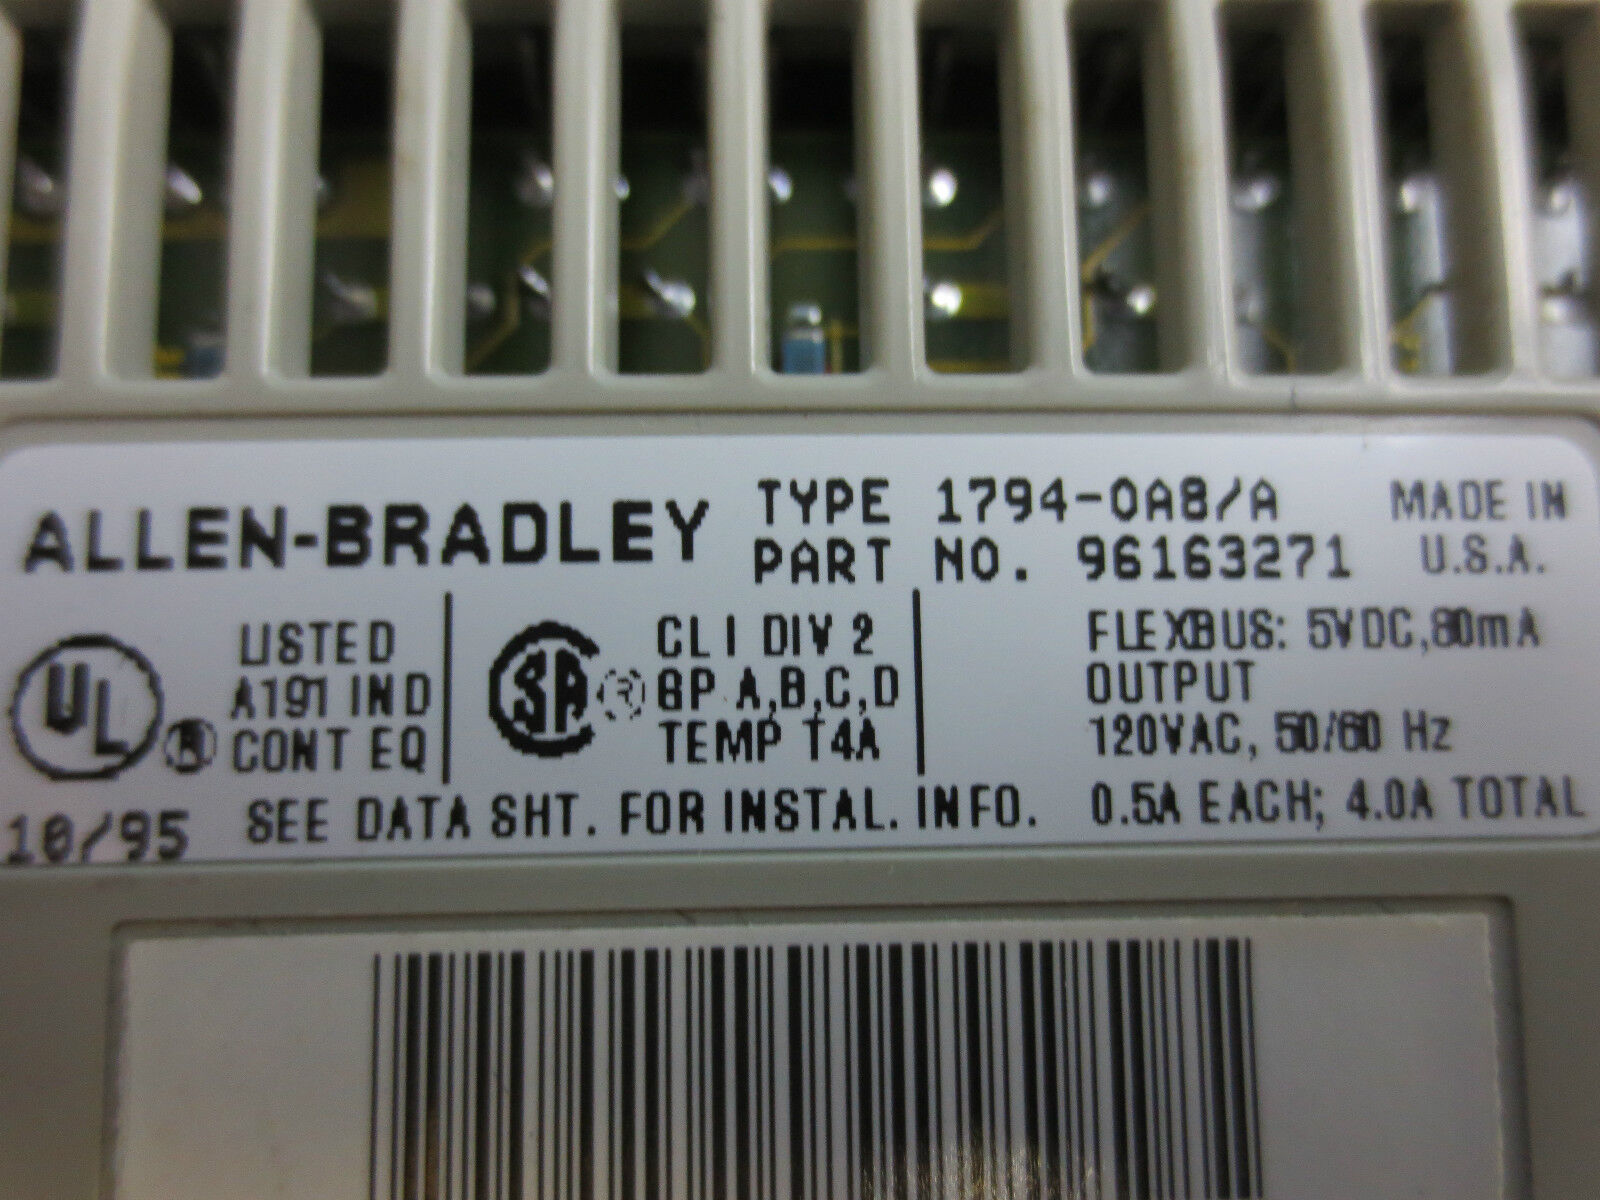 ALLEN-BRADLEY
TYPE 1794-OA8/A
PART NO. 96163271
MADE IN
U.S.A.
UL ®
LISTED
A191 IND
CONT EQ
SA ®
CL I DIV 2
GP A,B,C,D
TEMP T4A
FLEXBUS: 5VDC,80mA
OUTPUT
120VAC, 50/60 Hz
0.5A EACH; 4.0A TOTAL
10/95 SEE DATA SHT. FOR INSTAL. INFO.